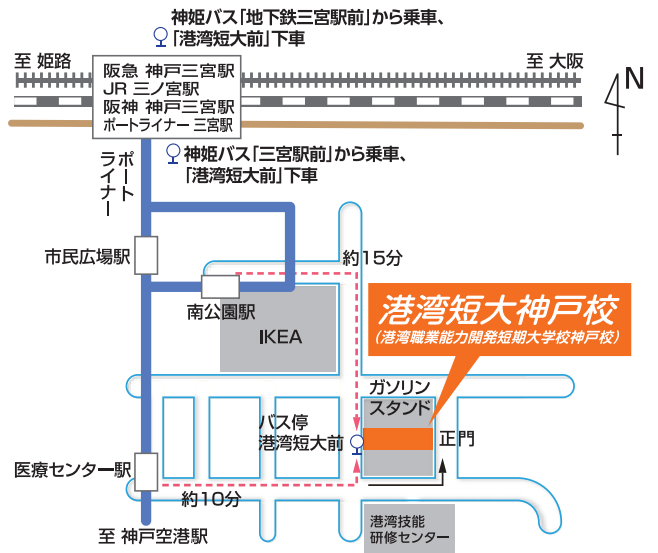 神姫バス「地下鉄三宮駅前」から乗車、
「港湾短大前」下車
至 姫路
至 大阪
阪急 神戸三宮駅
JR 三ノ宮駅
阪神 神戸三宮駅
ポートライナー 三宮駅
N
神姫バス「三宮駅前」から乗車、
「港湾短大前」下車
ポートライナー
市民広場駅
約15分
南公園駅
IKEA
港湾短大神戸校
(港湾職業能力開発短期大学校神戸校)
ガソリン
スタンド
バス停
港湾短大前
正門
医療センター駅
約10分
港湾技能
研修センター
至 神戸空港駅